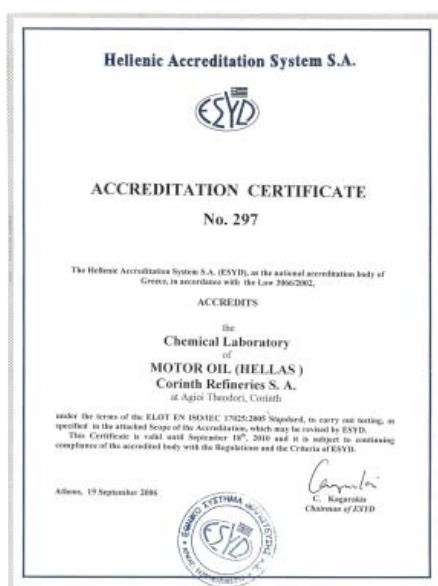 Hellenic Accreditation System S.A.
ΕΣΥD
ACCREDITATION CERTIFICATE
No. 297
The Hellenic Accreditation System S.A. (ESYD), as the national accreditation body of
Greece, in accordance with the Law 3066/2002,
ACCREDITS
the
Chemical Laboratory
of
MOTOR OIL (HELLAS )
Corinth Refineries S. A.
at Agioi Theodori, Corinth
under the terms of the ELOT EN ISO/IEC 17025:2005 Standard, to carry out testing, as
specified in the attached Scope of the Accreditation, which may be revised by ESYD.
This Certificate is valid until September 18th, 2010 and it is subject to continuing
compliance of the accredited body with the Regulations and the Criteria of ESYD.
Athens, 19 September 2006
C. Kagarakis
Chairman of ESYD
ΕΘΝΙΚΟ ΣΥΣΤΗΜΑ ΔΙΑΠΙΣΤΕΥΣΗΣ
ΕΣΥD